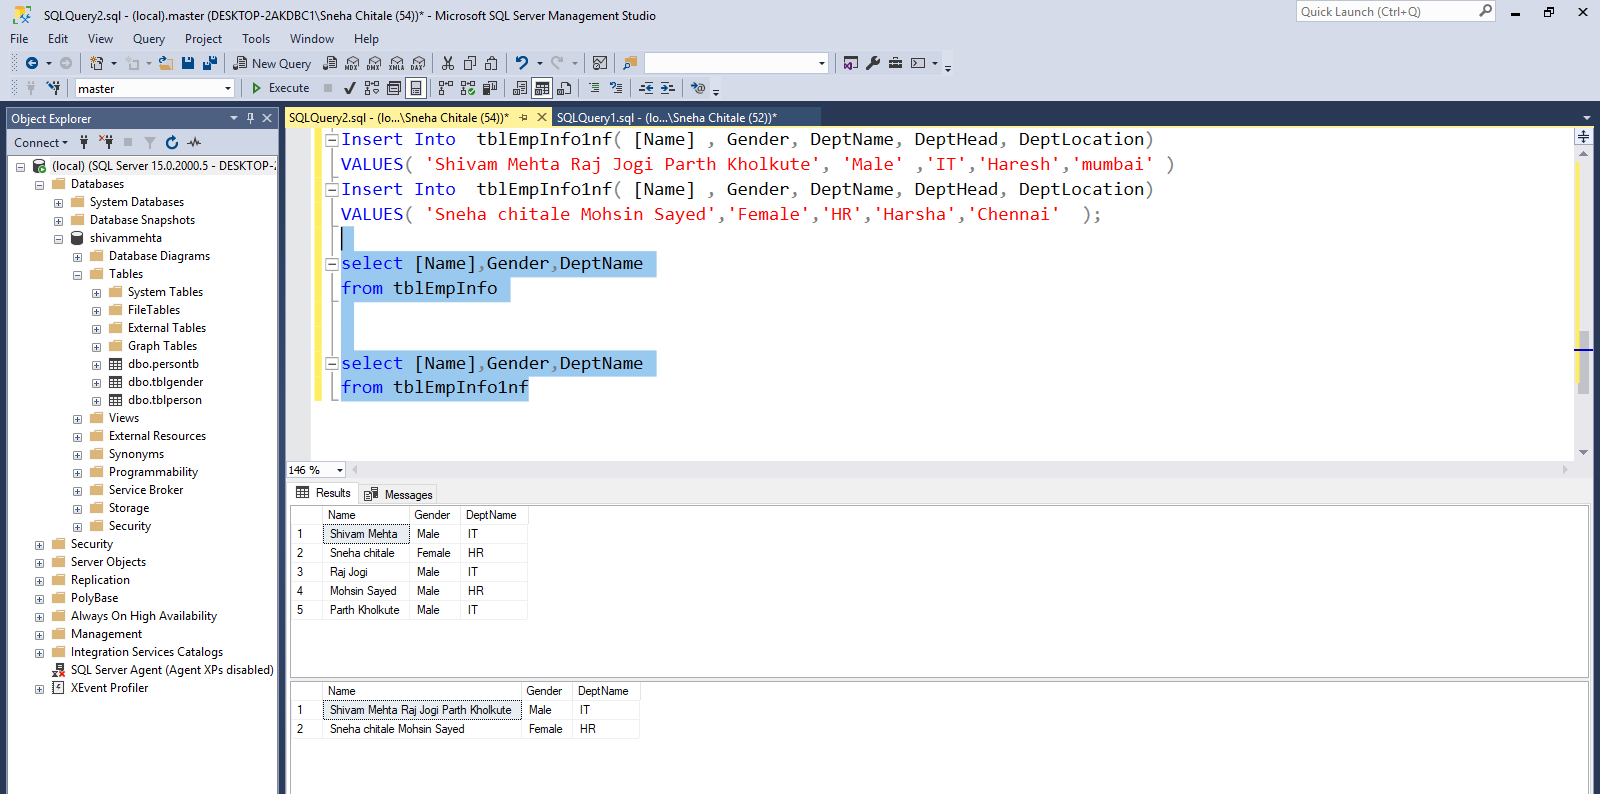 SQLQuery2.sql - (local).master (DESKTOP-2AKDBC1\Sneha Chitale (54))* - Microsoft SQL Server Management Studio
Quick Launch (Ctrl+Q)
File Edit View Query Project Tools Window Help
New Query MDX DMX XMLA DAX
master Execute
Object Explorer
SQLQuery2.sql - (lo...\Sneha Chitale (54))* SQLQuery1.sql - (lo...\Sneha Chitale (52))*
Connect
(local) (SQL Server 15.0.2000.5 - DESKTOP-2
Databases
System Databases
Database Snapshots
shivammehta
Database Diagrams
Tables
System Tables
FileTables
External Tables
Graph Tables
dbo.persontb
dbo.tblgender
dbo.tblperson
Views
External Resources
Synonyms
Programmability
Service Broker
Storage
Security
Security
Server Objects
Replication
PolyBase
Always On High Availability
Management
Integration Services Catalogs
SQL Server Agent (Agent XPs disabled)
XEvent Profiler
Insert Into  tblEmpInfo1nf( [Name] , Gender, DeptName, DeptHead, DeptLocation)
VALUES( 'Shivam Mehta Raj Jogi Parth Kholkute', 'Male' ,'IT','Haresh','mumbai' )
Insert Into  tblEmpInfo1nf( [Name] , Gender, DeptName, DeptHead, DeptLocation)
VALUES( 'Sneha chitale Mohsin Sayed','Female','HR','Harsha','Chennai'  );
select [Name],Gender,DeptName
from tblEmpInfo
select [Name],Gender,DeptName
from tblEmpInfo1nf
146 %
Results Messages
Name Gender DeptName
1 Shivam Mehta Male IT
2 Sneha chitale Female HR
3 Raj Jogi Male IT
4 Mohsin Sayed Male HR
5 Parth Kholkute Male IT
Name Gender DeptName
1 Shivam Mehta Raj Jogi Parth Kholkute Male IT
2 Sneha chitale Mohsin Sayed Female HR